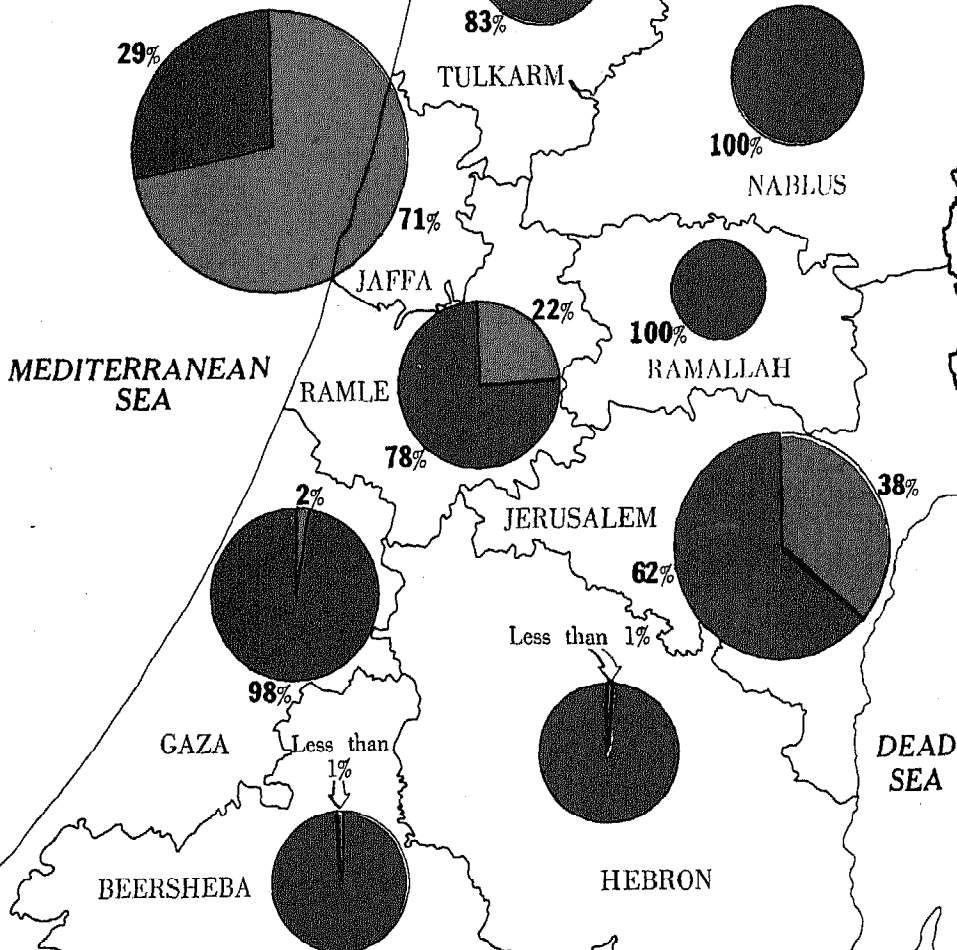 83%
29%
TULKARM
100%
NABLUS
71%
JAFFA
22%
100%
RAMALLAH
MEDITERRANEAN
SEA
RAMLE
78%
38%
2%
JERUSALEM
62%
Less than 1%
98%
GAZA
Less than
1%
DEAD
SEA
BEERSHEBA
HEBRON